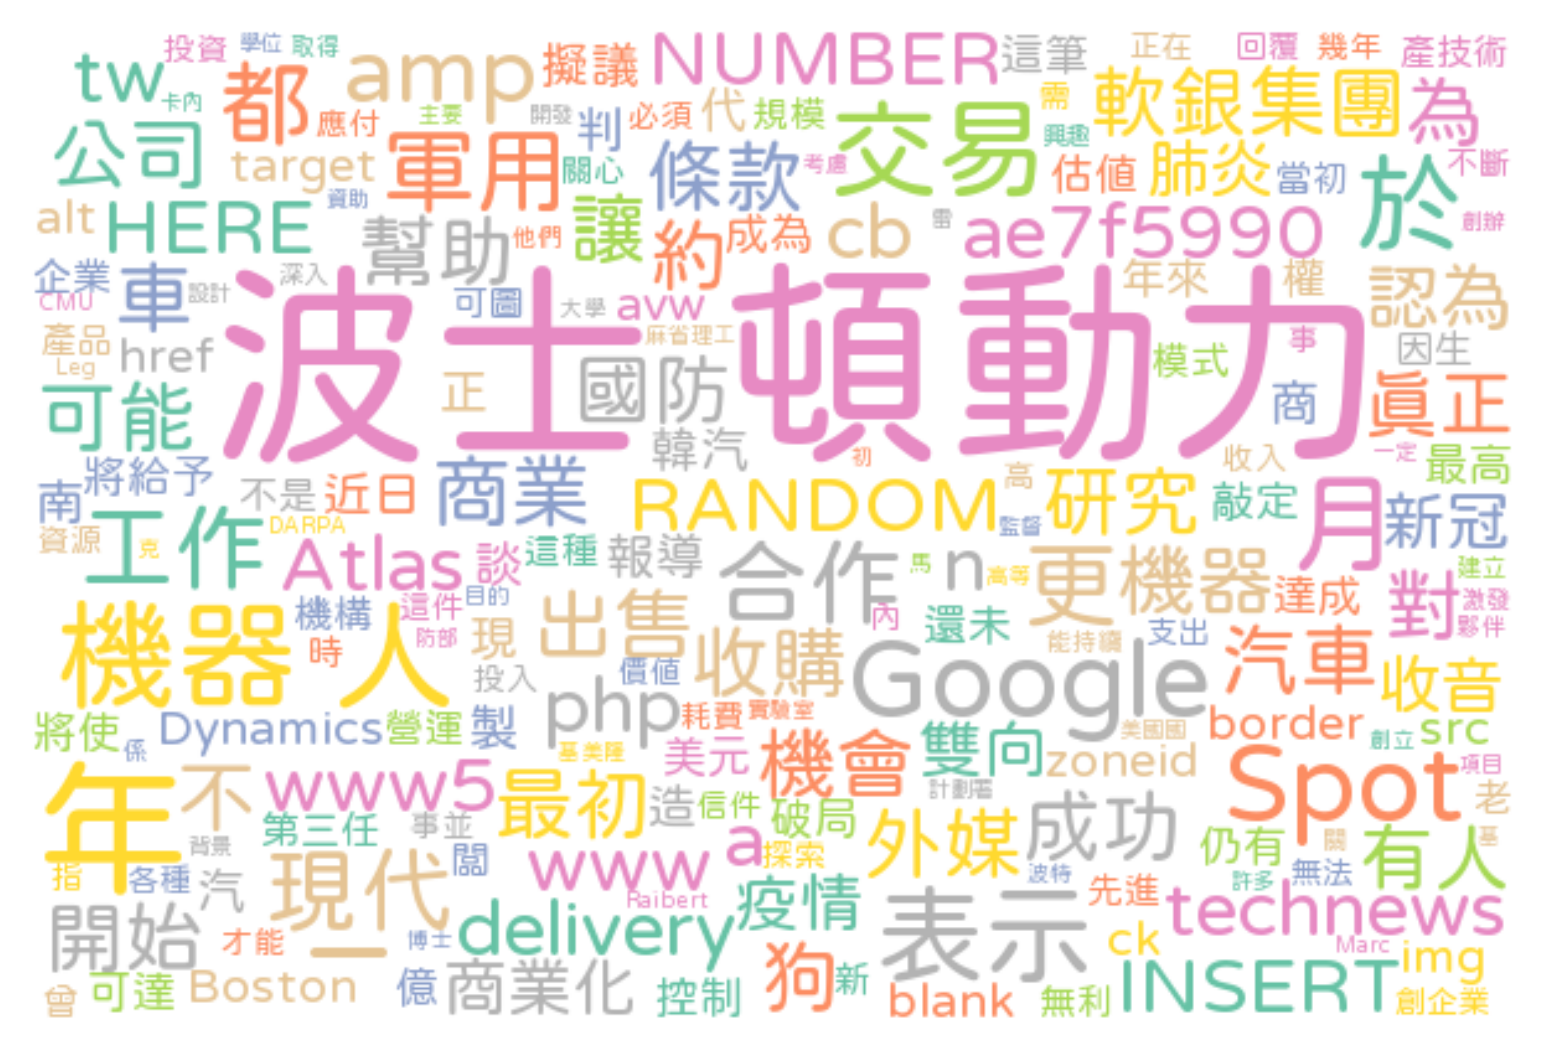 投資 學位 取得 NUMBER 這筆 正在 回覆 幾年 產技術
tw 卡內 都 amp 擬議 軟銀集團 為
公司 應付 主要 開發 判 必須 代 規模 交易 興趣 需 不斷
target 軍用 關心 條款 考慮 估值 肺炎 當初 於
alt HERE 資助 幫助 他們 讓 約 成為 cb 雷 ae7f5990 創辦
企業 CMU 車 設計 深入 可圖 大學 avw 年來 權 認為
產品 Leg href 波士頓動力 麻省理工 模式 事 因生
可能 正 國防 商 眞正
南 將給予 不是 近日 商業 韓汽 初 高 收入 一定 最高
資源 克 工作 DARPA RANDOM 監督 研究 敲定 月 新冠
Atlas 談 這種 報導 合作 馬 n 高等 更機器 達成 對 建立
機器人 機構 這件 目的 防部 時 現 出售 內 還未 能持續 支出 激發 夥伴
投入 價值 收購 Google 汽車 收音
將使 係 Dynamics 營運 製 php 耗費 實驗室 美國國 border 創立 src
年 不 www5 基美隆 美元 機會 雙向 zoneid Spot 項目
第三任 事並 最初 造 信件 破局 計劃署 成功 老
背景 闆 www a 探索 外媒 波特 仍有 關 有人 基
指 各種 汽 現代 Raibert 疫情 先進 許多 無法 technews
開始 才能 一 博士 delivery 狗 表示 ck Marc img
曾 可達 Boston 億 商業化 控制 新 blank 無利 INSERT 創企業